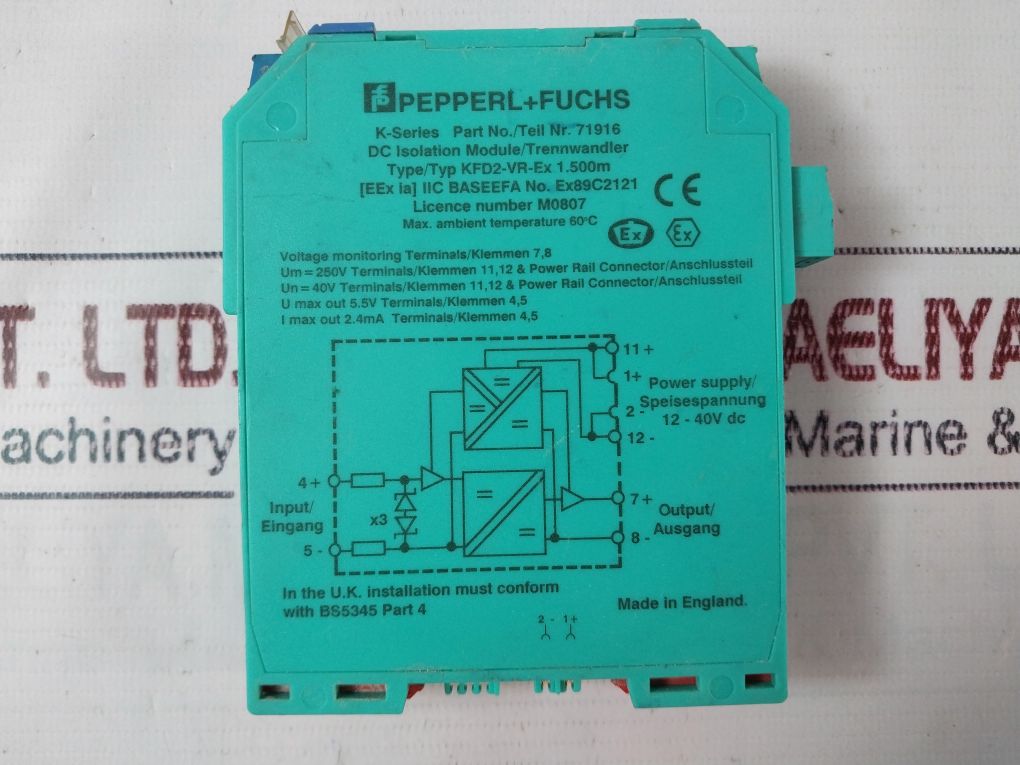 PEPPERL+FUCHS
K-Series Part No./Teil Nr. 71916
DC Isolation Module/Trennwandler
Type/Typ KFD2-VR-Ex 1.500m
[EEx ia] IIC BASEEFA No. Ex89C2121
Licence number M0807
Max. ambient temperature 60°C
CE
Ex
Ex
Voltage monitoring Terminals/Klemmen 7,8
Um = 250V Terminals/Klemmen 11,12 & Power Rail Connector/Anschlussteil
Un = 40V Terminals/Klemmen 11,12 & Power Rail Connector/Anschlussteil
U max out 5.5V Terminals/Klemmen 4,5
I max out 2.4mA Terminals/Klemmen 4,5
11 +
1+
Power supply/
Speisespannung
12 - 40V dc
2 -
12 -
4 +
Input/
Eingang
5 -
x3
7 +
Output/
Ausgang
8 -
In the U.K. installation must conform
with BS5345 Part 4
Made in England.
2 - 1 +
T. LTD.
achinery
AELIYA
Marine &